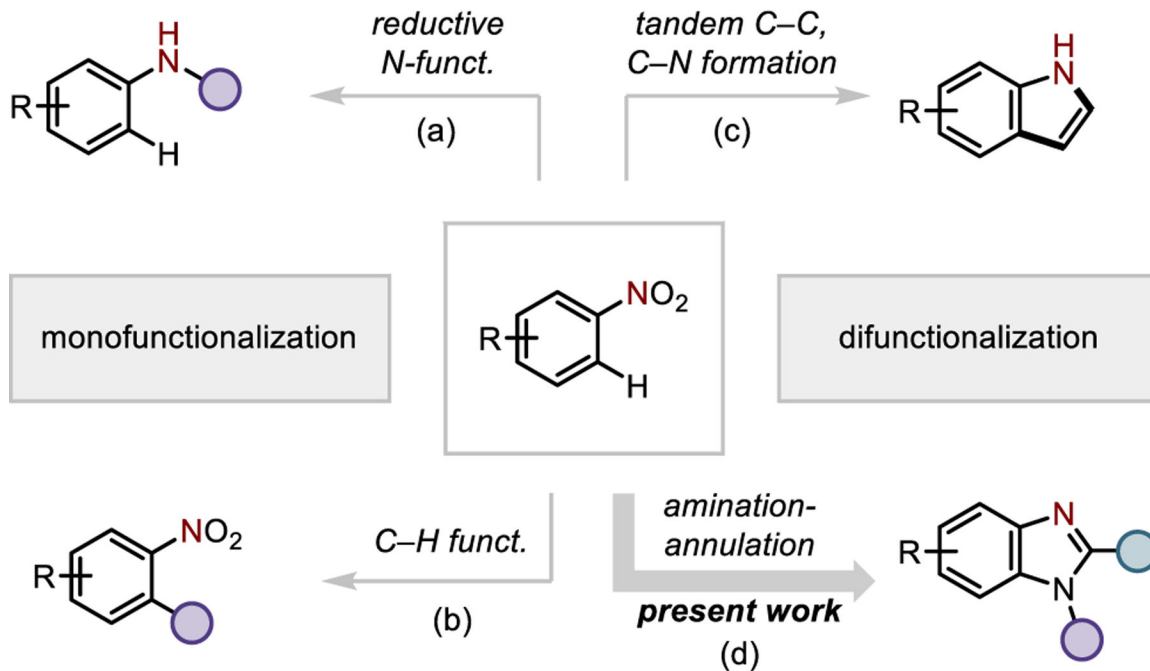 H
N
R
H
reductive
N-funct.
(a)
tandem C–C,
C–N formation
(c)
H
N
R
monofunctionalization
NO2
R
H
difunctionalization
NO2
R
C–H funct.
(b)
amination-
annulation
present work
(d)
N
R
N